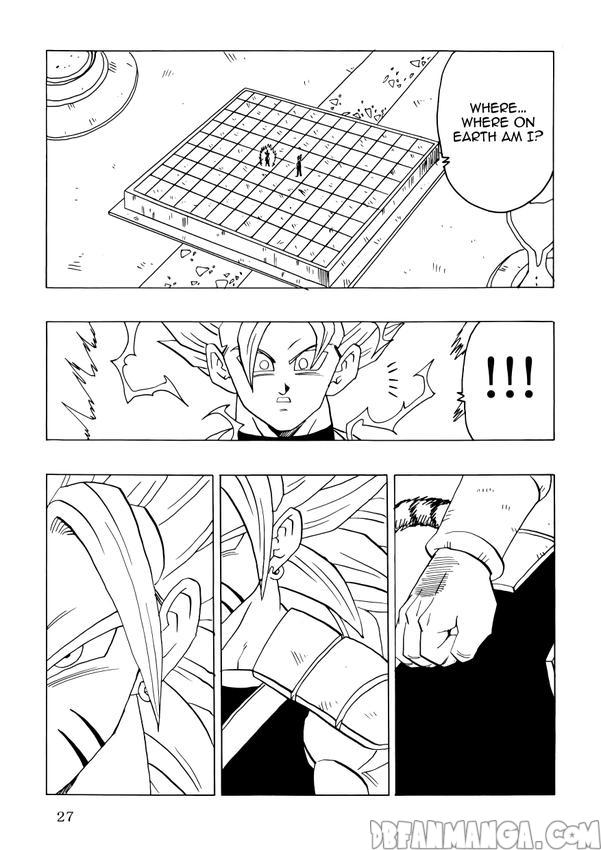 WHERE...
WHERE ON
EARTH AM I?
!!!
27
DBFANMANGA.COM